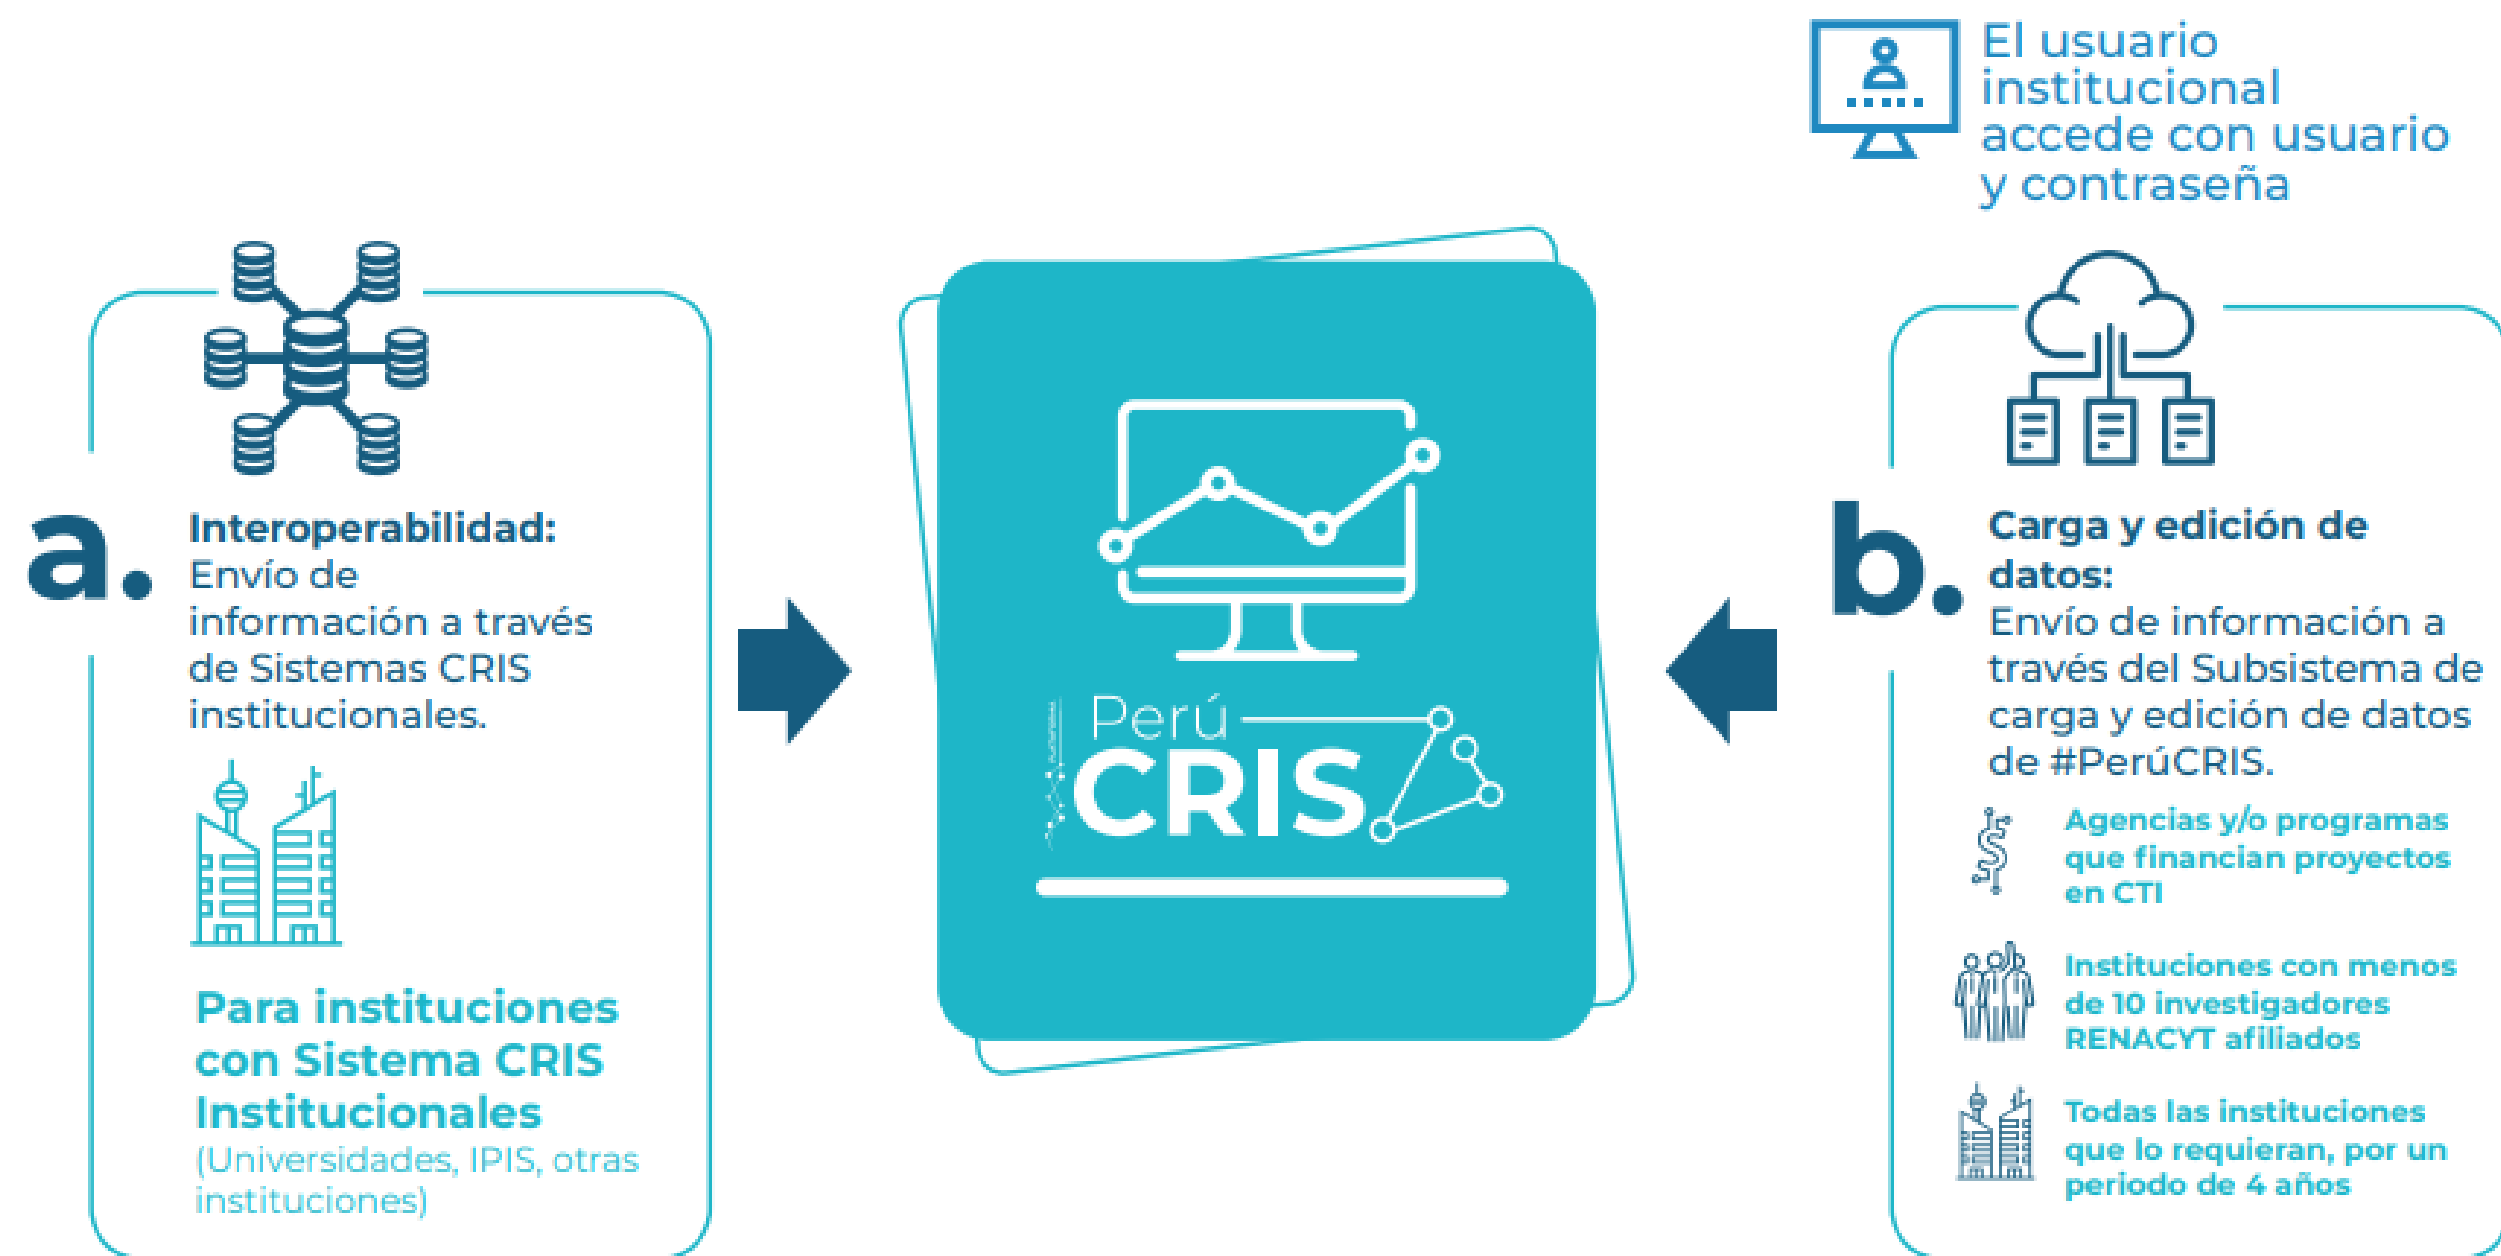 El usuario
institucional
accede con usuario
y contraseña
a.
Interoperabilidad:
Envío de
información a través
de Sistemas CRIS
institucionales.
Para instituciones
con Sistema CRIS
Institucionales
(Universidades, IPIS, otras
instituciones)
Perú
CRIS
b.
Carga y edición de
datos:
Envío de información a
través del Subsistema de
carga y edición de datos
de #PerúCRIS.
Agencias y/o programas
que financian proyectos
en CTI
Instituciones con menos
de 10 investigadores
RENACYT afiliados
Todas las instituciones
que lo requieran, por un
periodo de 4 años